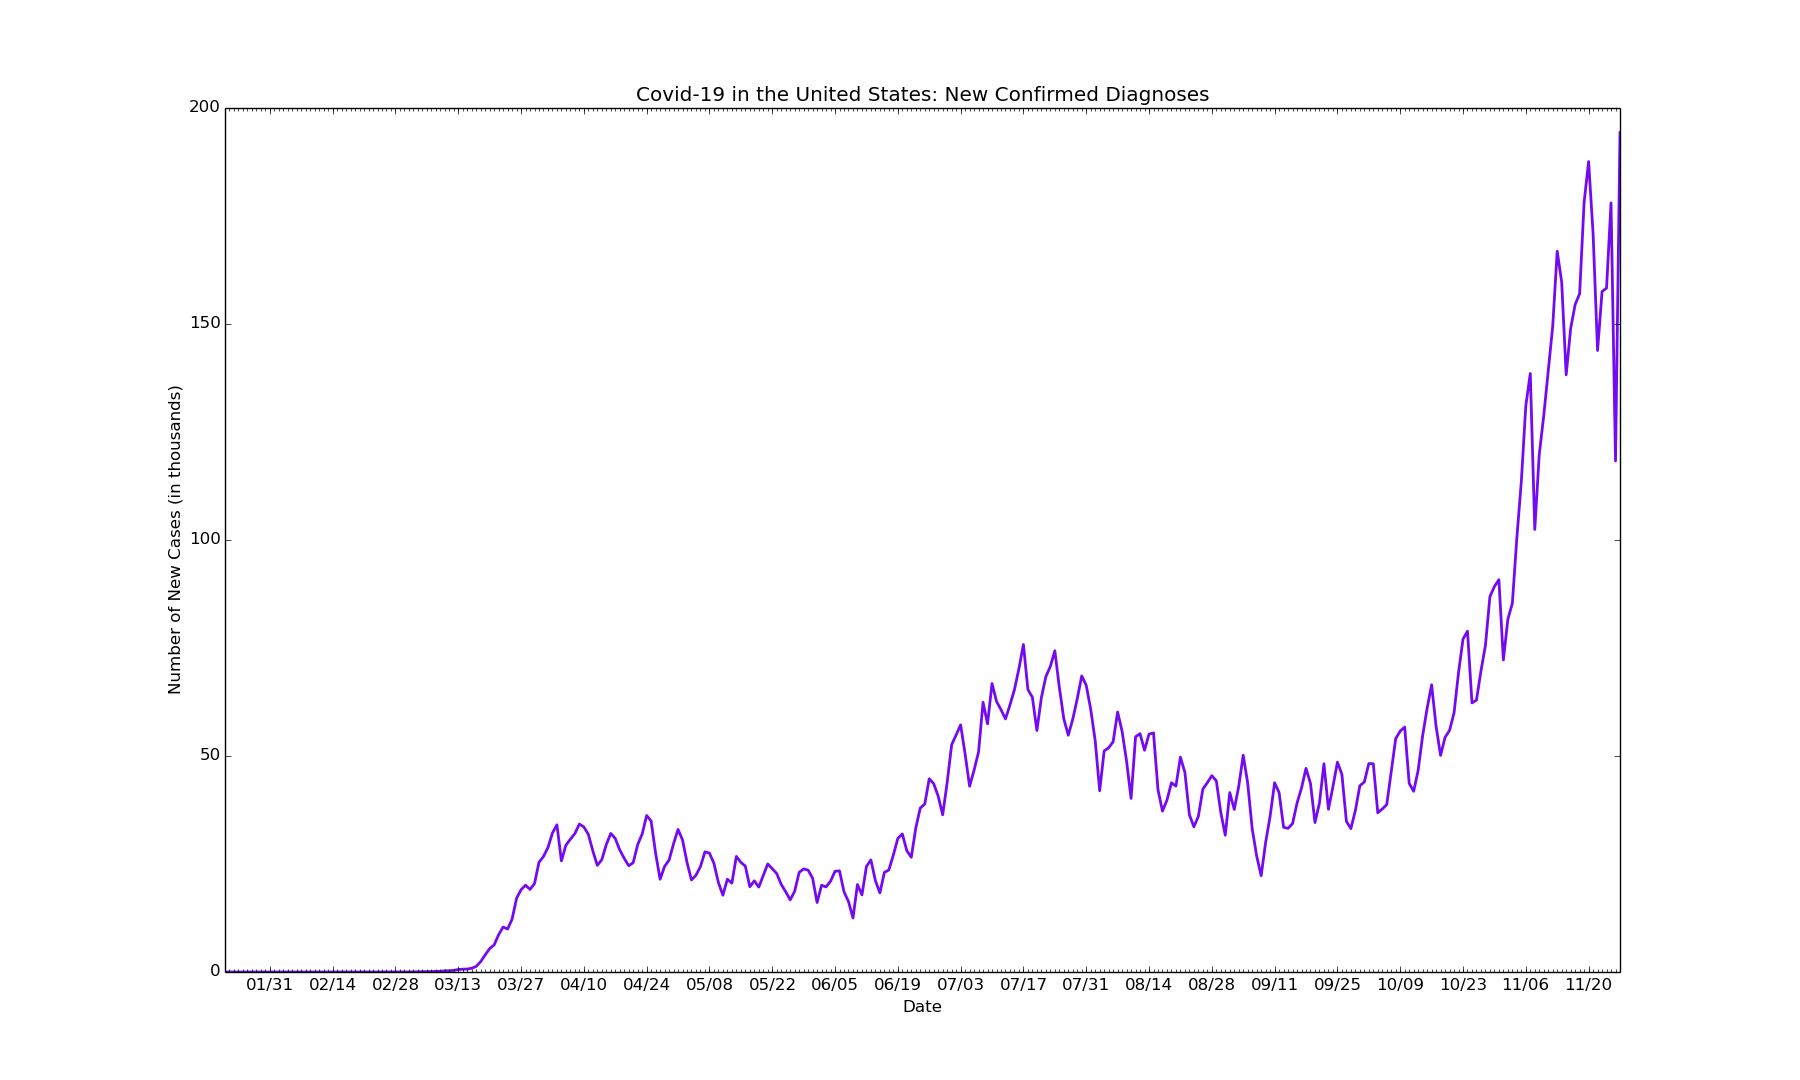 Covid-19 in the United States: New Confirmed Diagnoses
200
150
100
50
0
Number of New Cases (in thousands)
01/31 02/14 02/28 03/13 03/27 04/10 04/24 05/08 05/22 06/05 06/19 07/03 07/17 07/31 08/14 08/28 09/11 09/25 10/09 10/23 11/06 11/20
Date